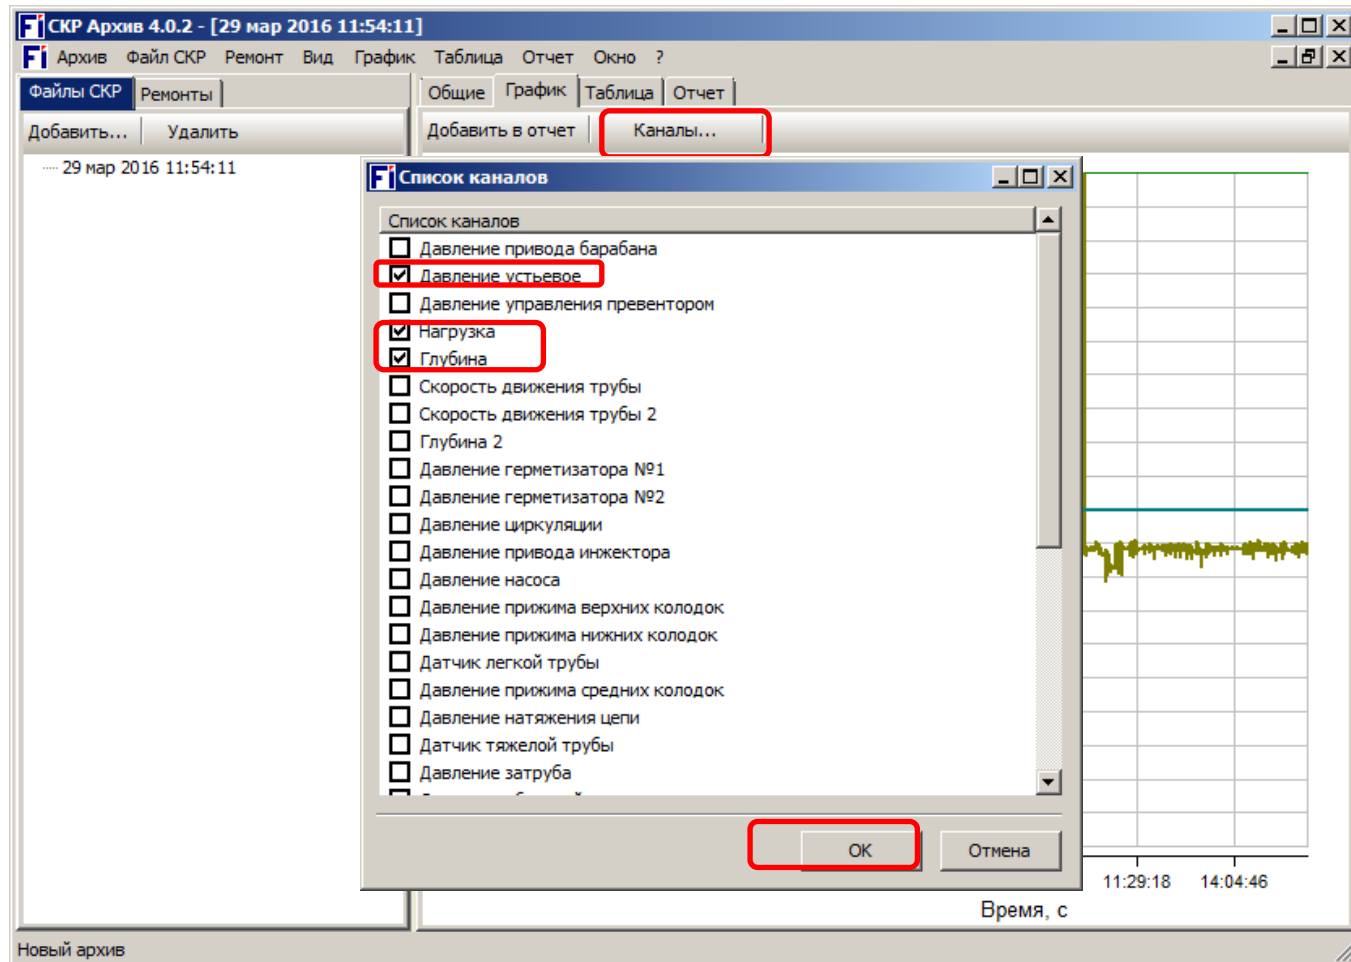 Fi СКР Архив 4.0.2 - [29 мар 2016 11:54:11]
Fi Архив Файл СКР Ремонт Вид График Таблица Отчет Окно ?
Файлы СКР Ремонты
Общие График Таблица Отчет
Добавить... Удалить
Добавить в отчет Каналы...
29 мар 2016 11:54:11
Fi Список каналов
Список каналов
Давление привода барабана
Давление устьевое
Давление управления превентором
Нагрузка
Глубина
Скорость движения трубы
Скорость движения трубы 2
Глубина 2
Давление герметизатора №1
Давление герметизатора №2
Давление циркуляции
Давление привода инжектора
Давление насоса
Давление прижима верхних колодок
Давление прижима нижних колодок
Датчик легкой трубы
Давление прижима средних колодок
Давление натяжения цепи
Датчик тяжелой трубы
Давление затруба
OK Отмена
11:29:18 14:04:46
Время, с
Новый архив